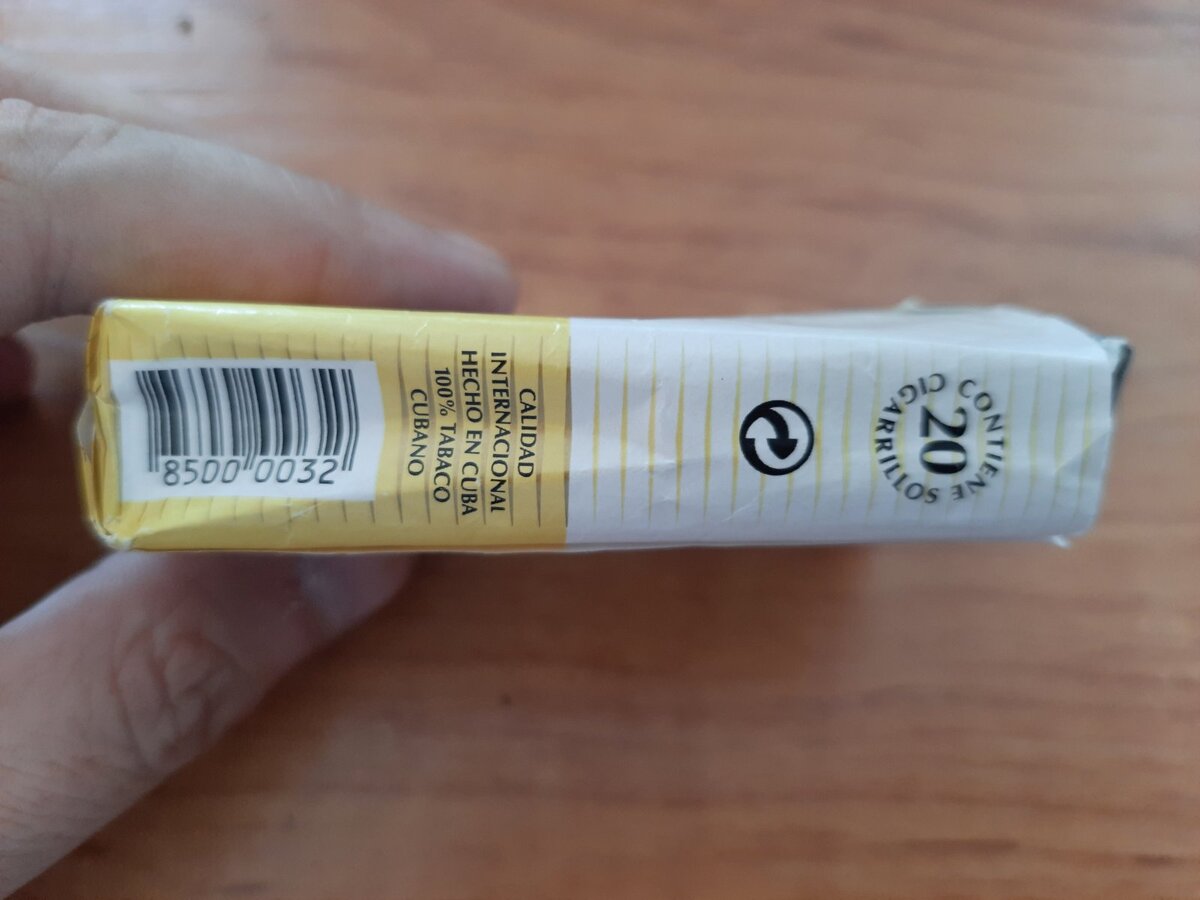 CONTIENE
20
CIGARRILLOS
CALIDAD
INTERNACIONAL
HECHO EN CUBA
100% TABACO
CUBANO
8500 0032